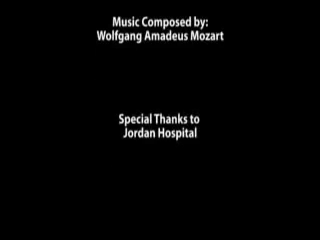 Music Composed by:
Wolfgang Amadeus Mozart
Special Thanks to
Jordan Hospital